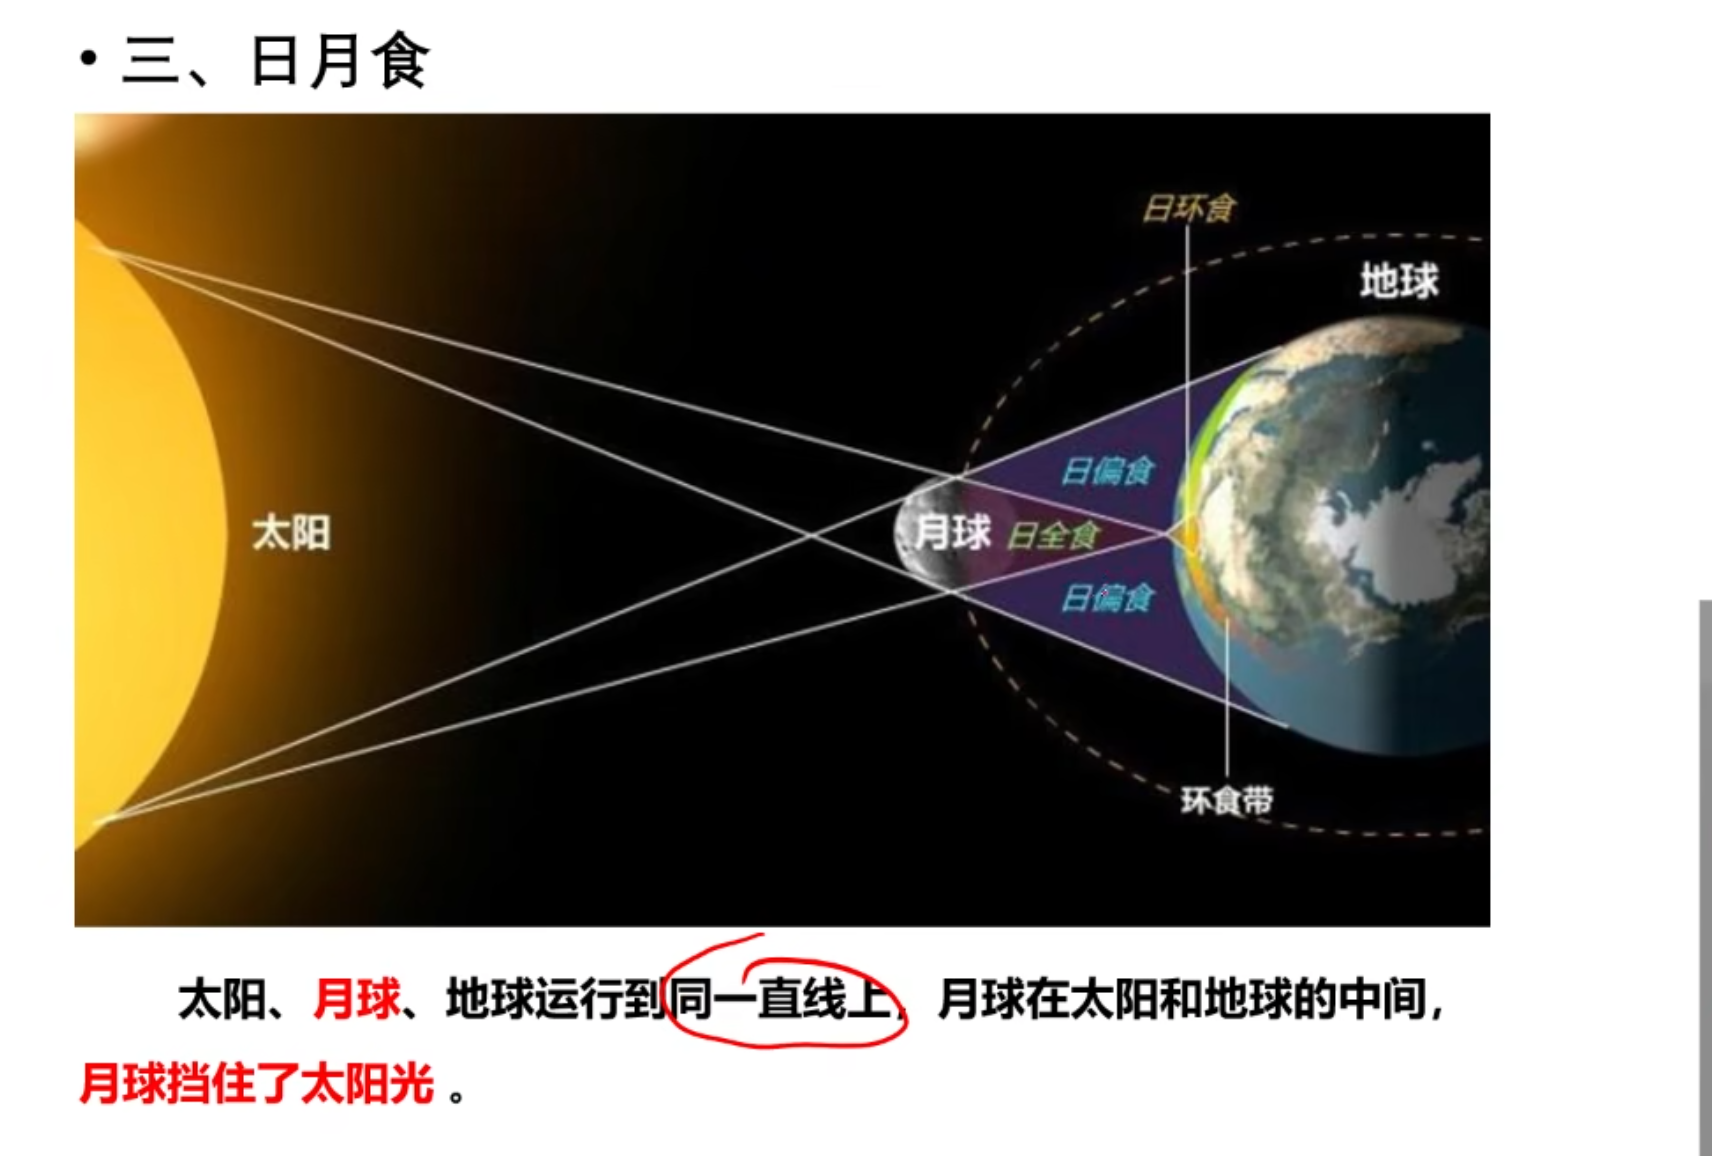 • 三、日月食
日环食
地球
日偏食
太阳
月球
日全食
日偏食
环食带
太阳、月球、地球运行到同一直线上，月球在太阳和地球的中间，
月球挡住了太阳光。